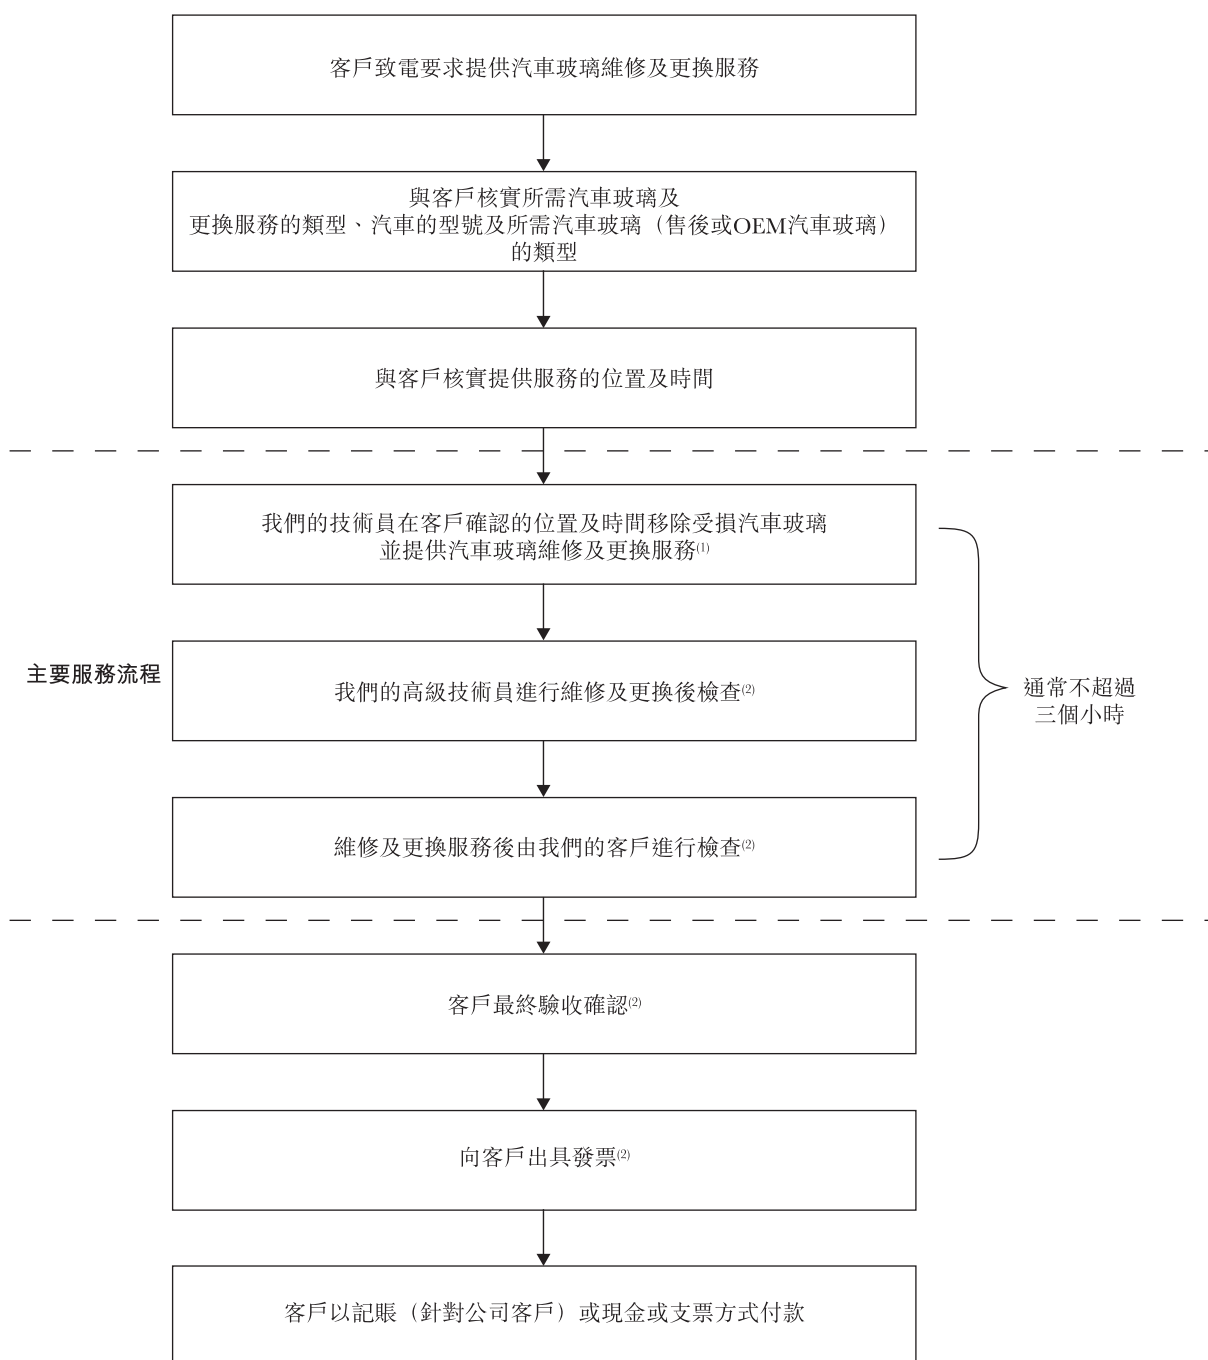 客戶致電要求提供汽車玻璃維修及更換服務
與客戶核實所需汽車玻璃及
更換服務的類型、汽車的型號及所需汽車玻璃（售後或OEM汽車玻璃）
的類型
與客戶核實提供服務的位置及時間
我們的技術員在客戶確認的位置及時間移除受損汽車玻璃
並提供汽車玻璃維修及更換服務(1)
主要服務流程
我們的高級技術員進行維修及更換後檢查(2)
通常不超過
三個小時
維修及更換服務後由我們的客戶進行檢查(2)
客戶最終驗收確認(2)
向客戶出具發票(2)
客戶以記賬（針對公司客戶）或現金或支票方式付款